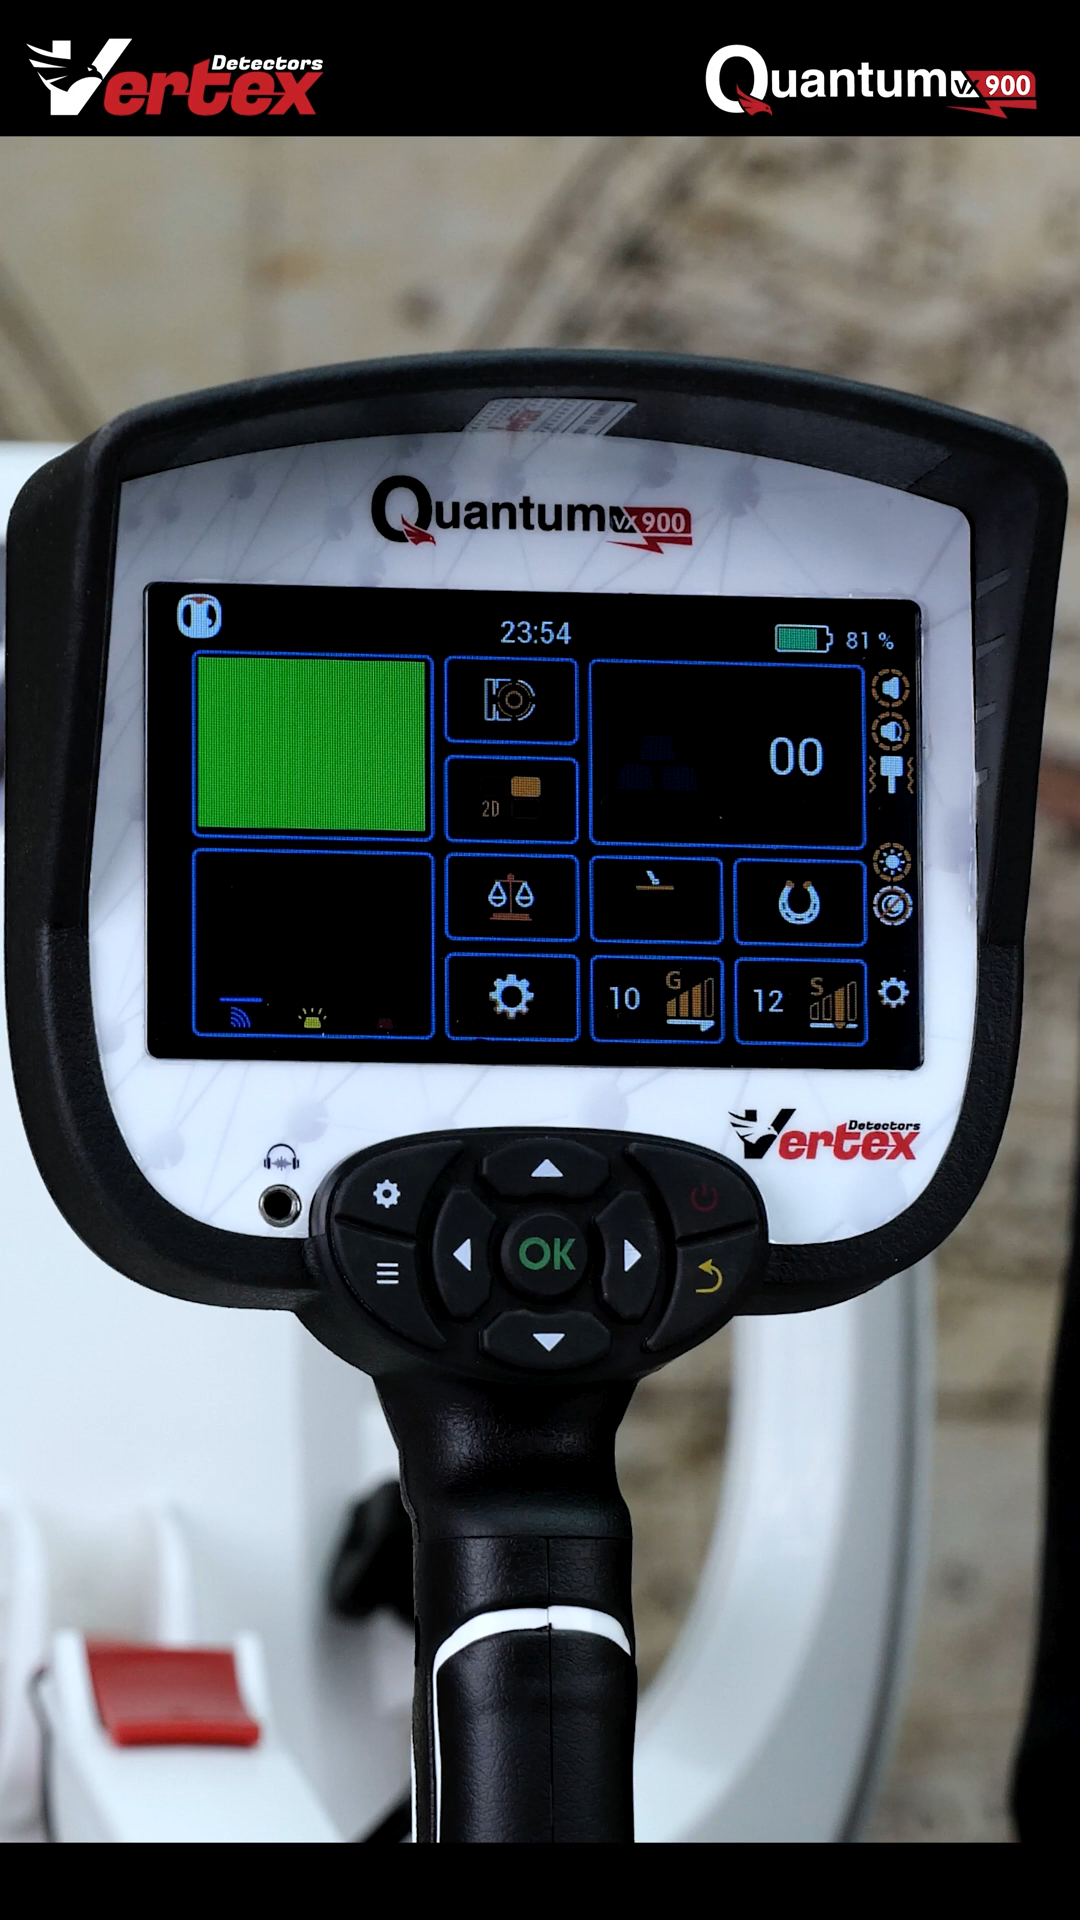 Vertex Detectors
Quantum VX 900
Quantum VX 900
23:54
81 %
00
2D
10 G
12 S
Vertex Detectors
OK